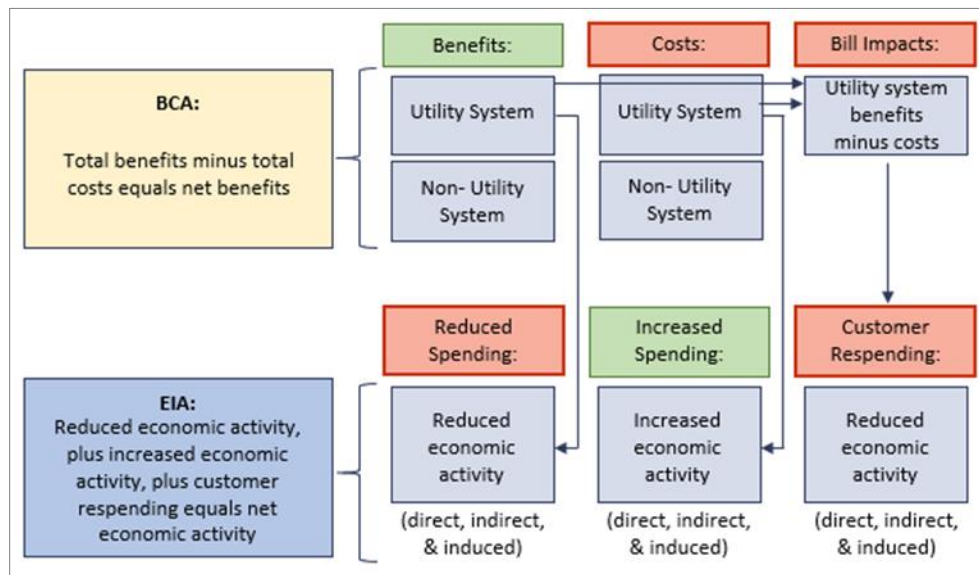 Benefits:
Costs:
Bill Impacts:
BCA:
Total benefits minus total
costs equals net benefits
Utility System
Utility System
Utility system
benefits
minus costs
Non- Utility
System
Non- Utility
System
Reduced
Spending:
Increased
Spending:
Customer
Respending:
EIA:
Reduced economic activity,
plus increased economic
activity, plus customer
respending equals net
economic activity
Reduced
economic
activity
Increased
economic
activity
Reduced
economic
activity
(direct, indirect,
& induced)
(direct, indirect,
& induced)
(direct, indirect,
& induced)